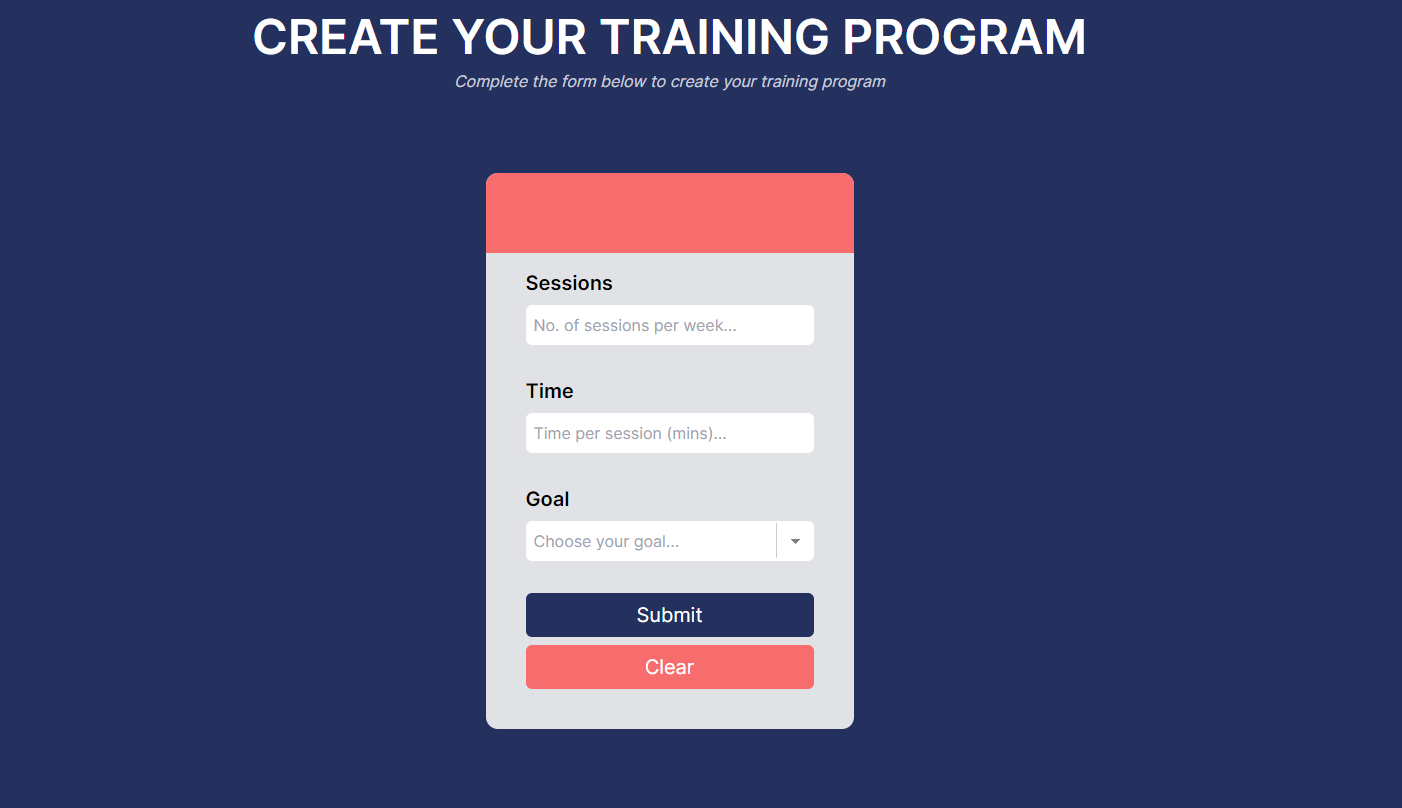 CREATE YOUR TRAINING PROGRAM
Complete the form below to create your training program
Sessions
No. of sessions per week...
Time
Time per session (mins)...
Goal
Choose your goal...
Submit
Clear